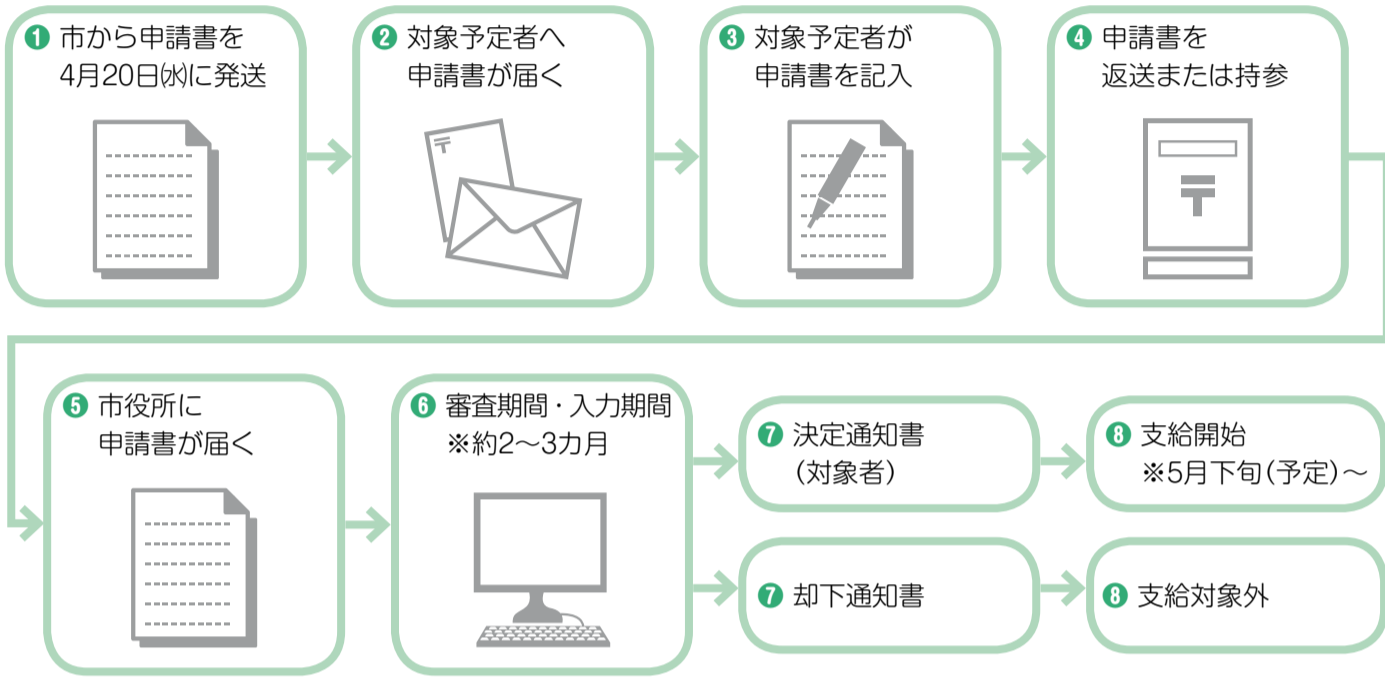 ❶ 市から申請書を
4月20日㈬に発送
❷ 対象予定者へ
申請書が届く
❸ 対象予定者が
申請書を記入
❹ 申請書を
返送または持参
〒
〒
❺ 市役所に
申請書が届く
❻ 審査期間・入力期間
※約2〜3カ月
❼ 決定通知書
(対象者)
❽ 支給開始
※5月下旬(予定)〜
❼ 却下通知書
❽ 支給対象外